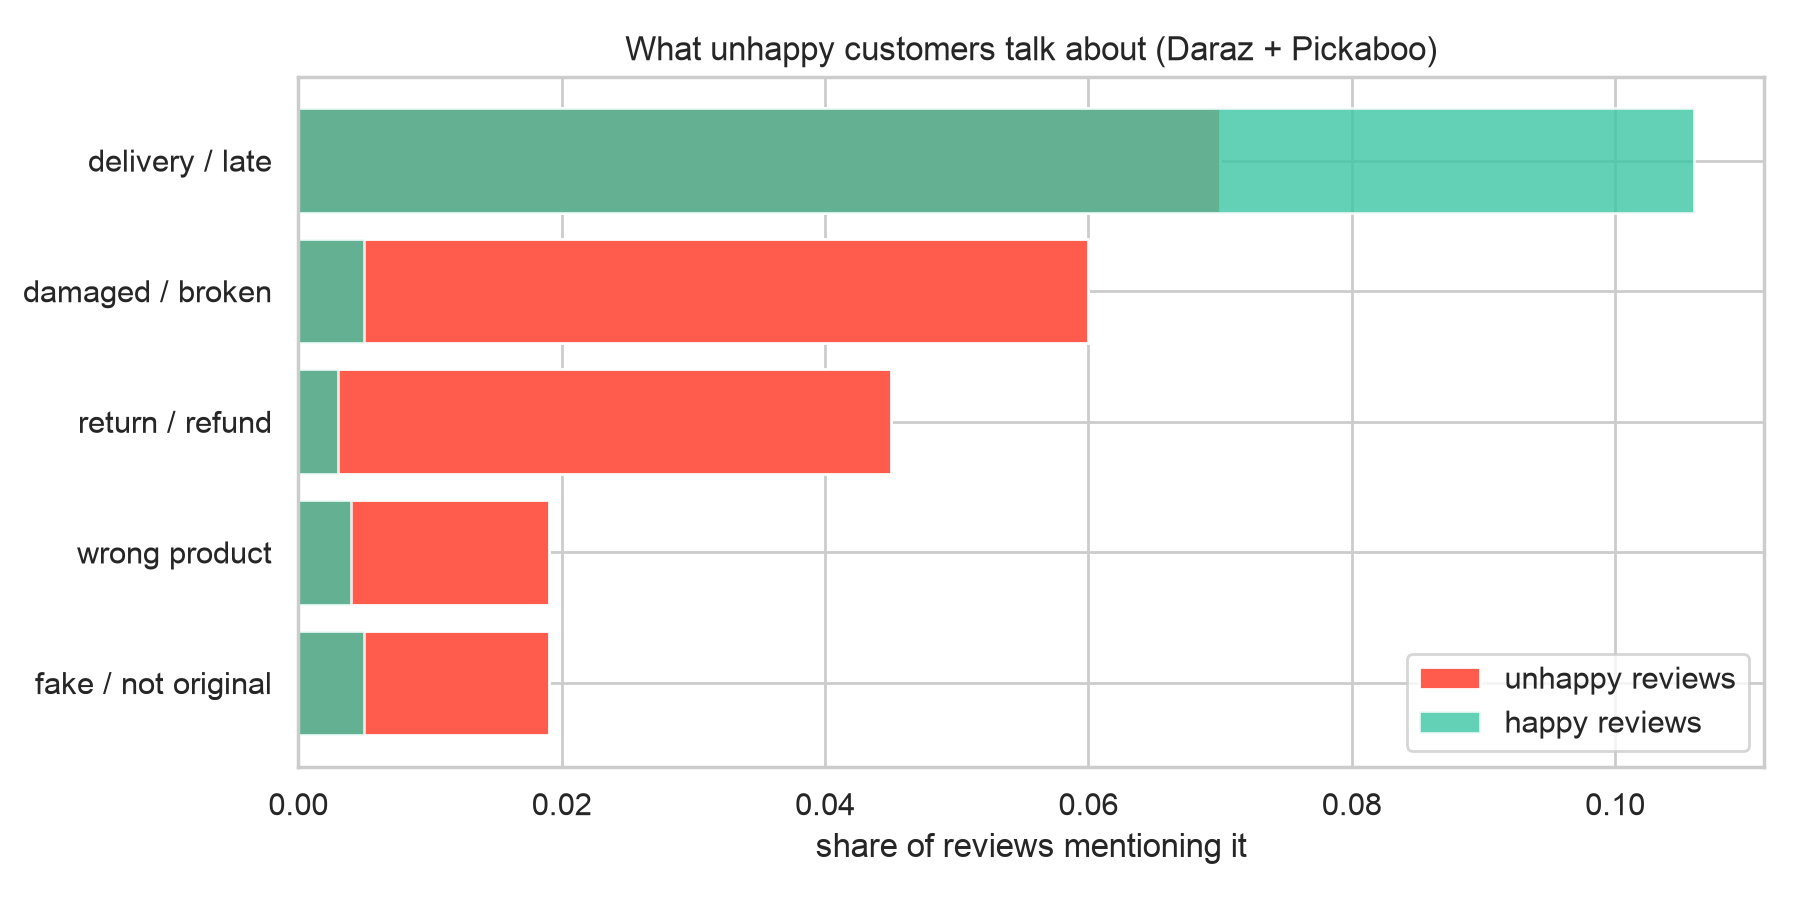 What unhappy customers talk about (Daraz + Pickaboo)
delivery / late
damaged / broken
return / refund
wrong product
fake / not original
unhappy reviews
happy reviews
0.00 0.02 0.04 0.06 0.08 0.10
share of reviews mentioning it